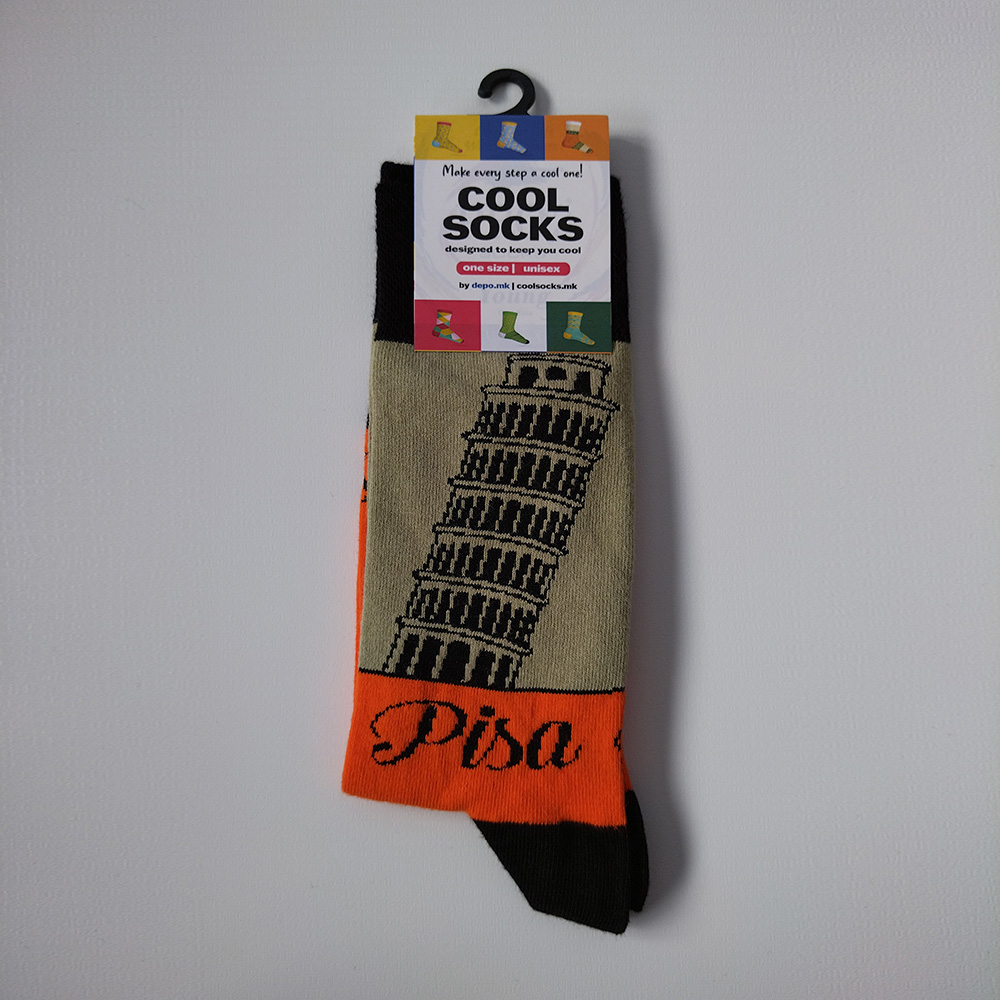 Make every step a cool one!
COOL
SOCKS
designed to keep you cool
one size | unisex
by depo.mk | coolsocks.mk
Pisa